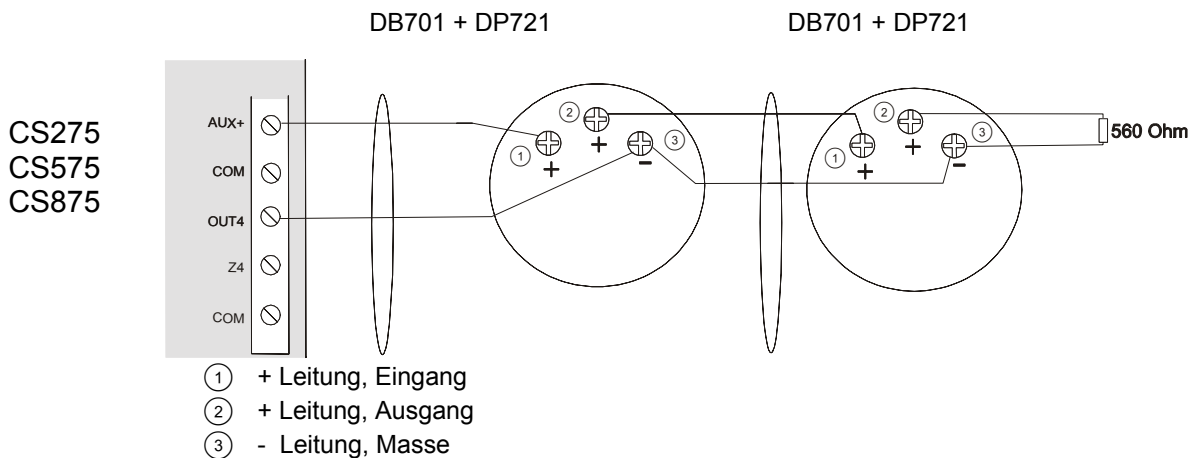 DB701 + DP721 DB701 + DP721
CS275
CS575
CS875
AUX+
COM
OUT4
Z4
COM
1 + 2 + 3 -
1 + 2 + 3 -
560 Ohm
1 + Leitung, Eingang
2 + Leitung, Ausgang
3 - Leitung, Masse